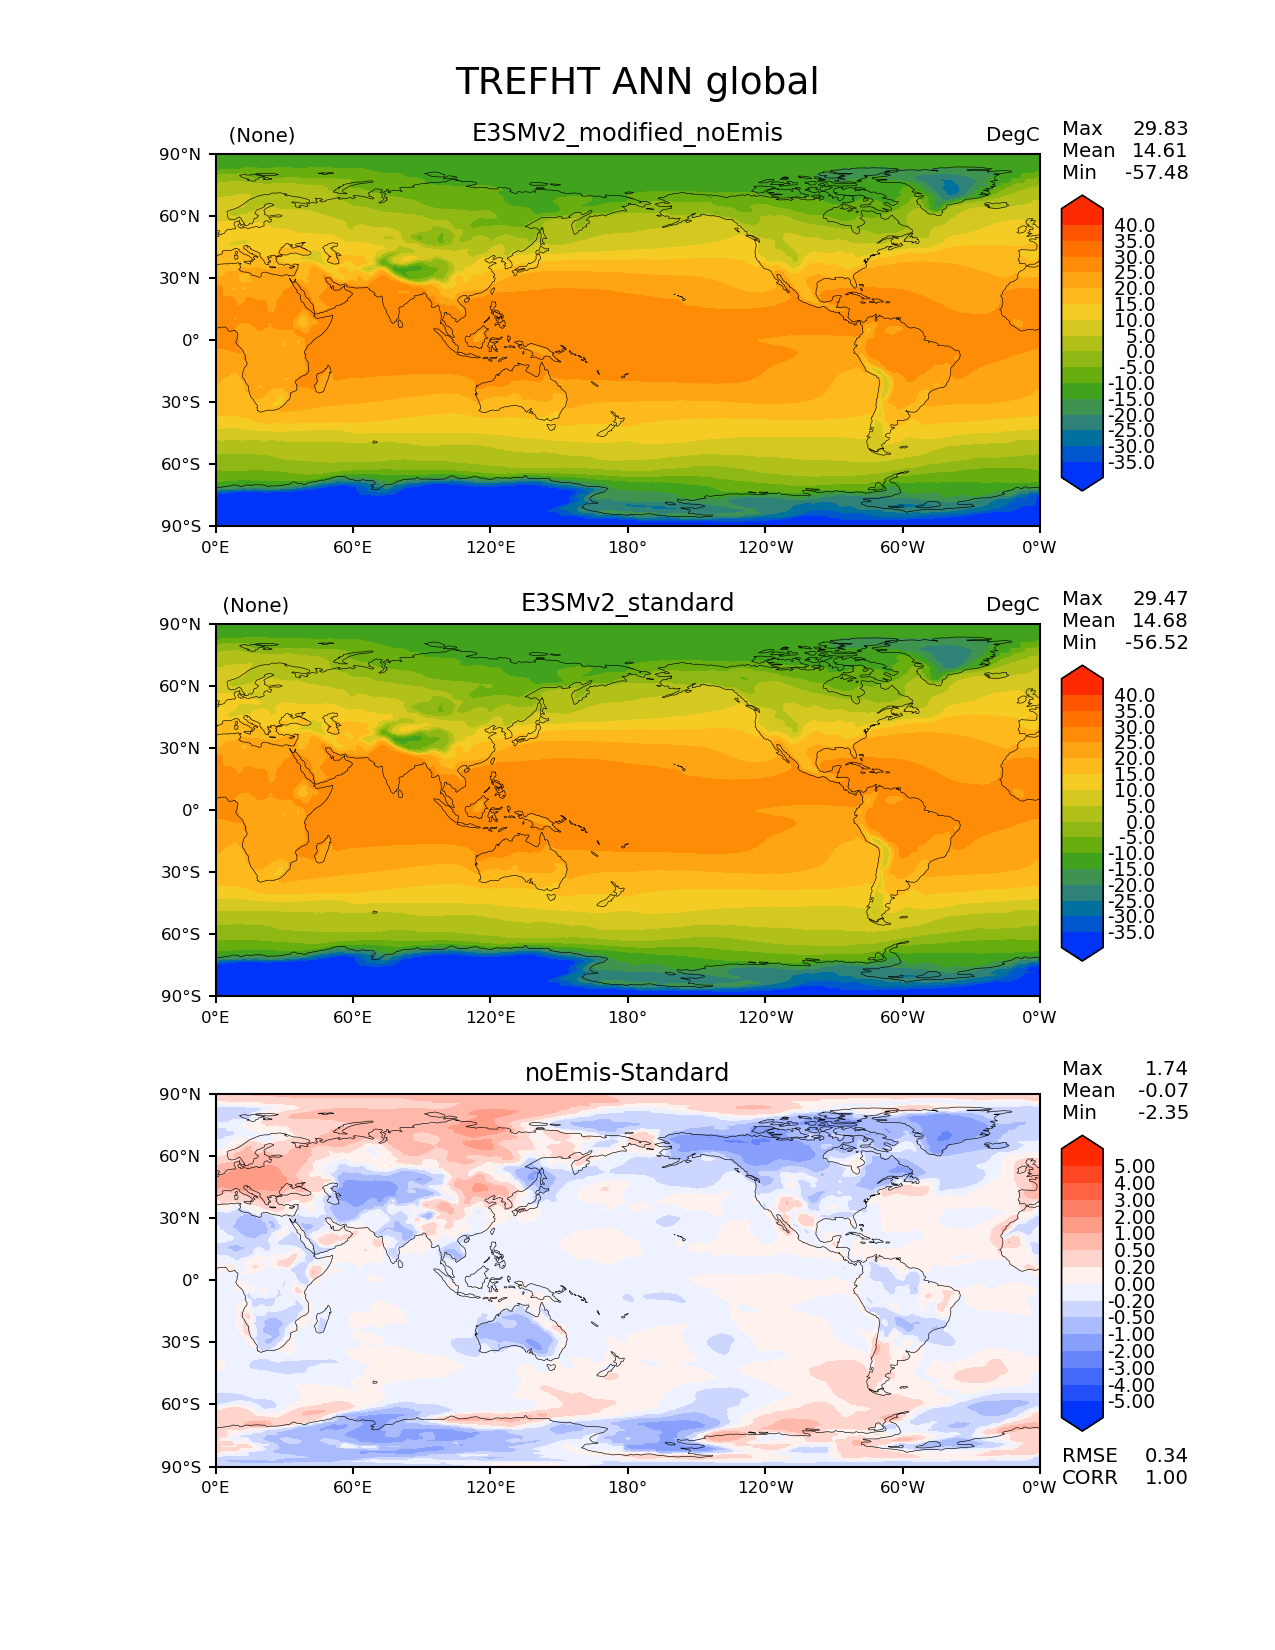 TREFHT ANN global
(None) E3SMv2_modified_noEmis DegC
Max 29.83
Mean 14.61
Min -57.48
90°N
60°N
30°N
0°
30°S
60°S
90°S
0°E 60°E 120°E 180° 120°W 60°W 0°W
40.0
35.0
30.0
25.0
20.0
15.0
10.0
5.0
0.0
-5.0
-10.0
-15.0
-20.0
-25.0
-30.0
-35.0
(None) E3SMv2_standard DegC
Max 29.47
Mean 14.68
Min -56.52
90°N
60°N
30°N
0°
30°S
60°S
90°S
0°E 60°E 120°E 180° 120°W 60°W 0°W
40.0
35.0
30.0
25.0
20.0
15.0
10.0
5.0
0.0
-5.0
-10.0
-15.0
-20.0
-25.0
-30.0
-35.0
noEmis-Standard
Max 1.74
Mean -0.07
Min -2.35
90°N
60°N
30°N
0°
30°S
60°S
90°S
0°E 60°E 120°E 180° 120°W 60°W 0°W
5.00
4.00
3.00
2.00
1.00
0.50
0.20
0.00
-0.20
-0.50
-1.00
-2.00
-3.00
-4.00
-5.00
RMSE 0.34
CORR 1.00